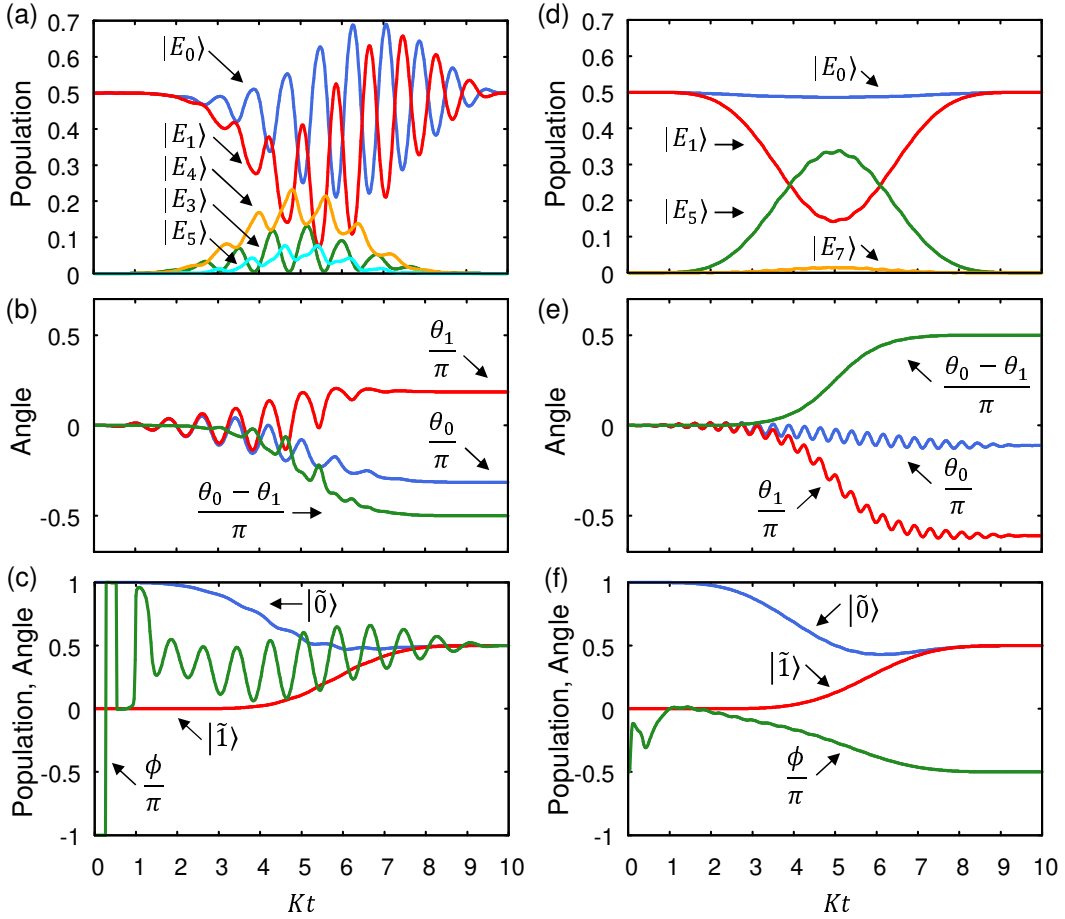 (a)
0.7
0.6
0.5
0.4
0.3
0.2
0.1
0
Population
|E₀⟩
|E₁⟩
|E₄⟩
|E₃⟩
|E₅⟩
(d)
0.7
0.6
0.5
0.4
0.3
0.2
0.1
0
Population
|E₀⟩
|E₁⟩
|E₅⟩
|E₇⟩
(b)
0.5
0
-0.5
Angle
θ₁/π
θ₀/π
θ₀ − θ₁/π
(e)
0.5
0
-0.5
Angle
θ₀ − θ₁/π
θ₀/π
θ₁/π
(c)
1
0.5
0
-0.5
-1
Population, Angle
|0̃⟩
|1̃⟩
ϕ/π
0 1 2 3 4 5 6 7 8 9 10
Kt
(f)
1
0.5
0
-0.5
-1
Population, Angle
|0̃⟩
|1̃⟩
ϕ/π
0 1 2 3 4 5 6 7 8 9 10
Kt